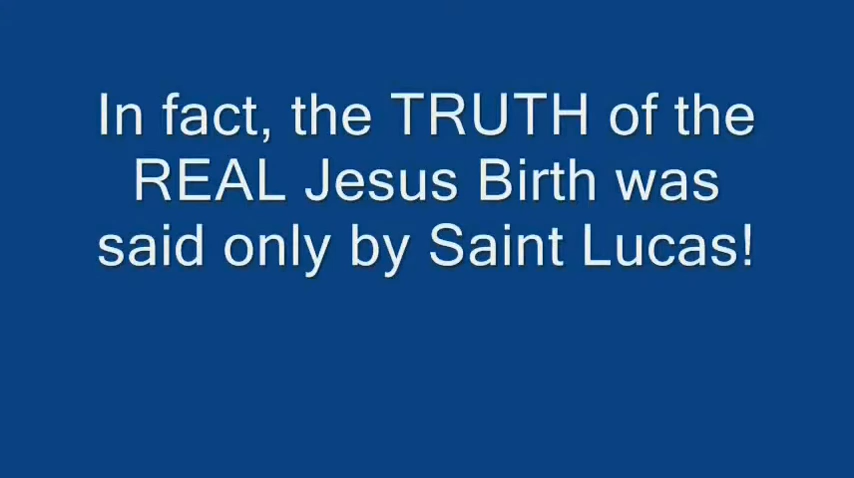 In fact, the TRUTH of the
REAL Jesus Birth was
said only by Saint Lucas!